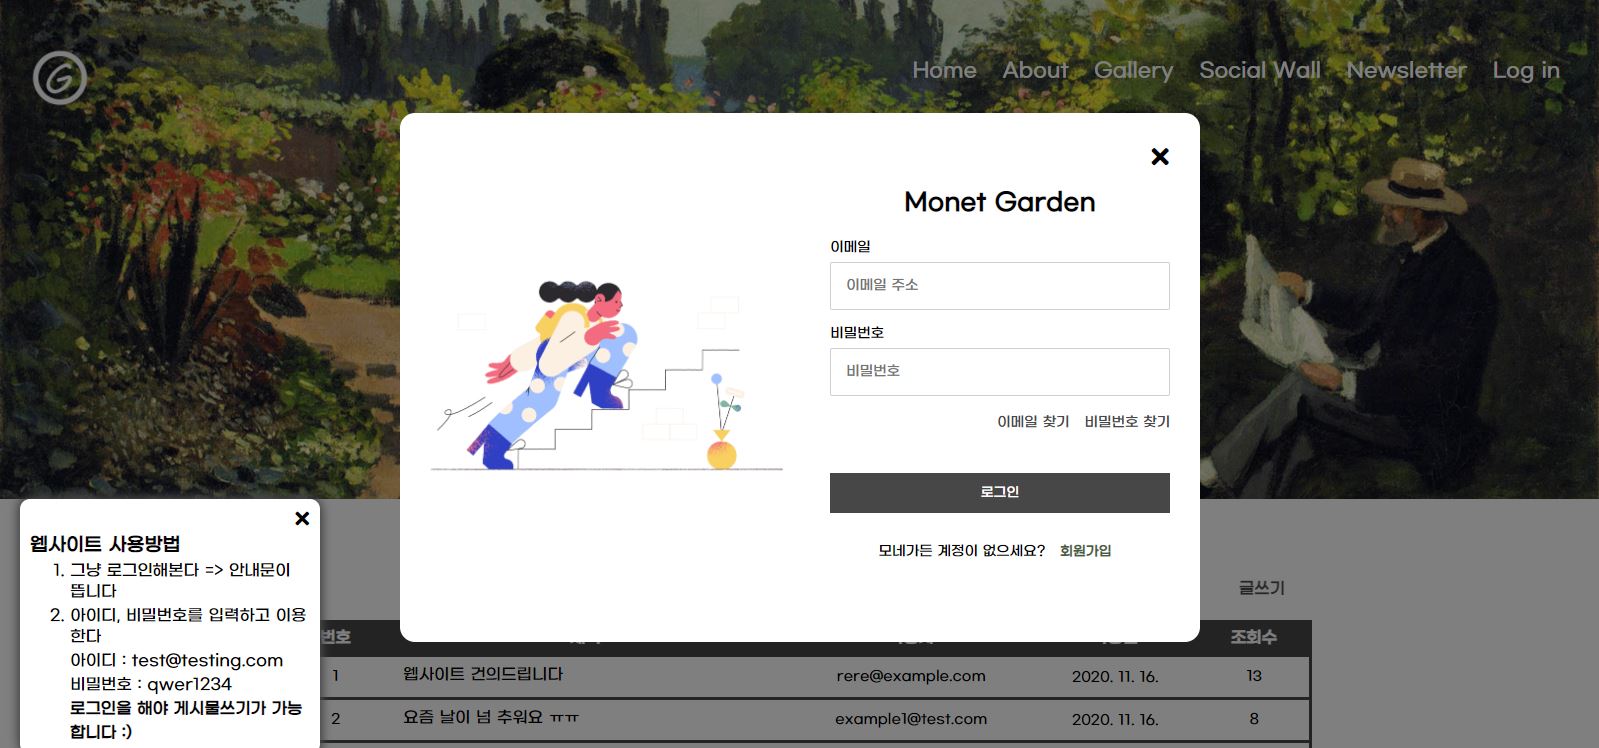 Home About Gallery Social Wall Newsletter Log in
Monet Garden
이메일
이메일 주소
비밀번호
비밀번호
이메일 찾기 비밀번호 찾기
로그인
모네가든 계정이 없으세요? 회원가입
웹사이트 사용방법
1. 그냥 로그인해본다 => 안내문이
뜹니다
2. 아이디, 비밀번호를 입력하고 이용
한다
아이디 : test@testing.com
비밀번호 : qwer1234
로그인을 해야 게시물쓰기가 가능
합니다 :)
글쓰기
번호 조회수
1 웹사이트 건의드립니다 rere@example.com 2020. 11. 16. 13
2 요즘 날이 넘 추워요 ㅠㅠ example1@test.com 2020. 11. 16. 8